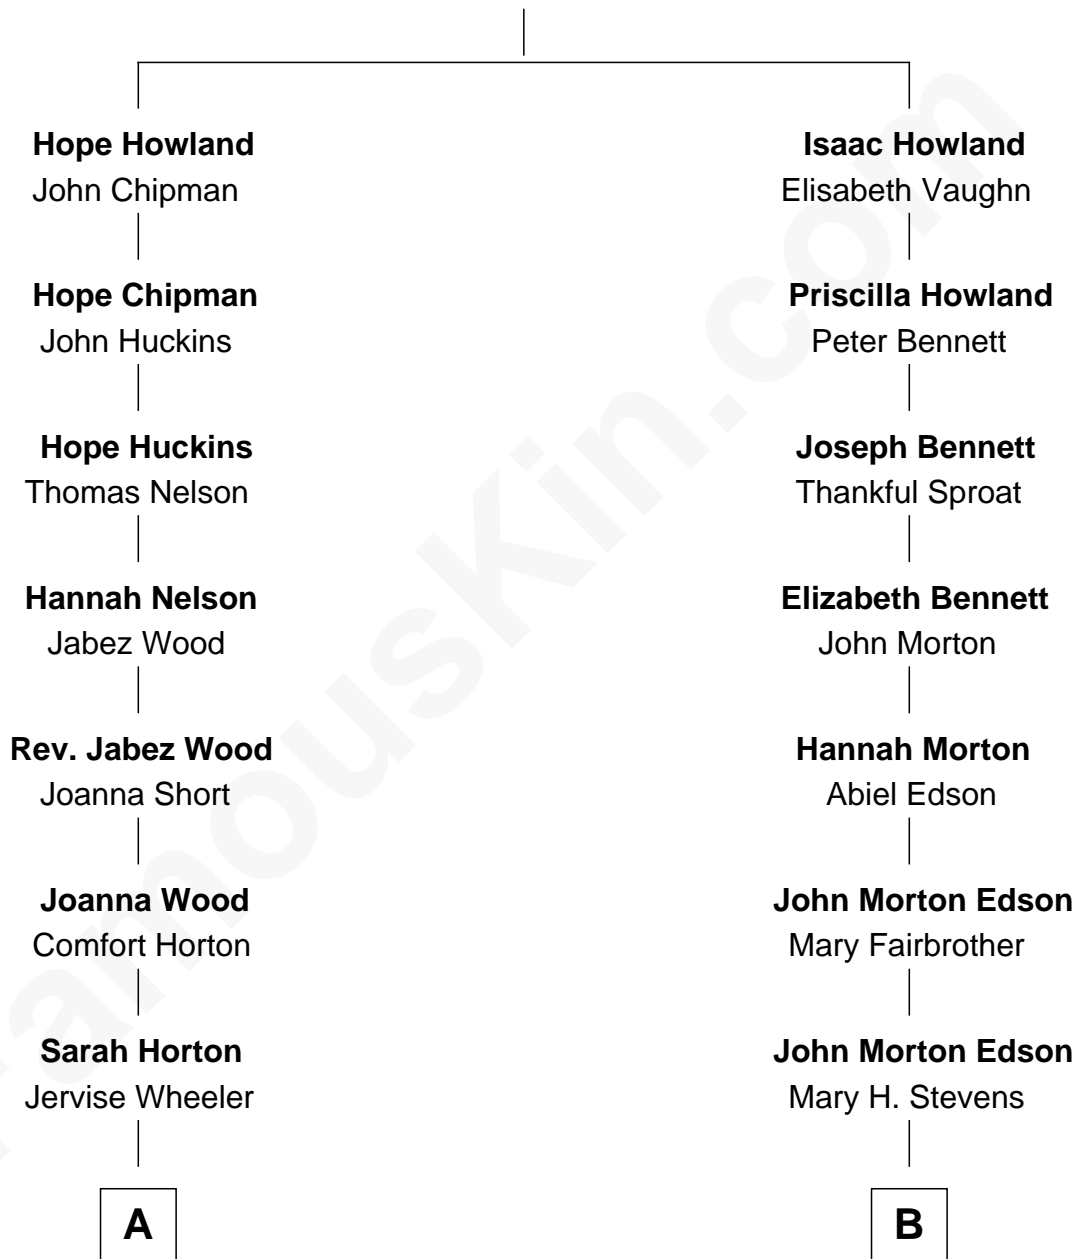 Hope Howland
John Chipman
Hope Chipman
John Huckins
Hope Huckins
Thomas Nelson
Hannah Nelson
Jabez Wood
Rev. Jabez Wood
Joanna Short
Joanna Wood
Comfort Horton
Sarah Horton
Jervise Wheeler
A
Isaac Howland
Elisabeth Vaughn
Priscilla Howland
Peter Bennett
Joseph Bennett
Thankful Sproat
Elizabeth Bennett
John Morton
Hannah Morton
Abiel Edson
John Morton Edson
Mary Fairbrother
John Morton Edson
Mary H. Stevens
B
FamousKin.com